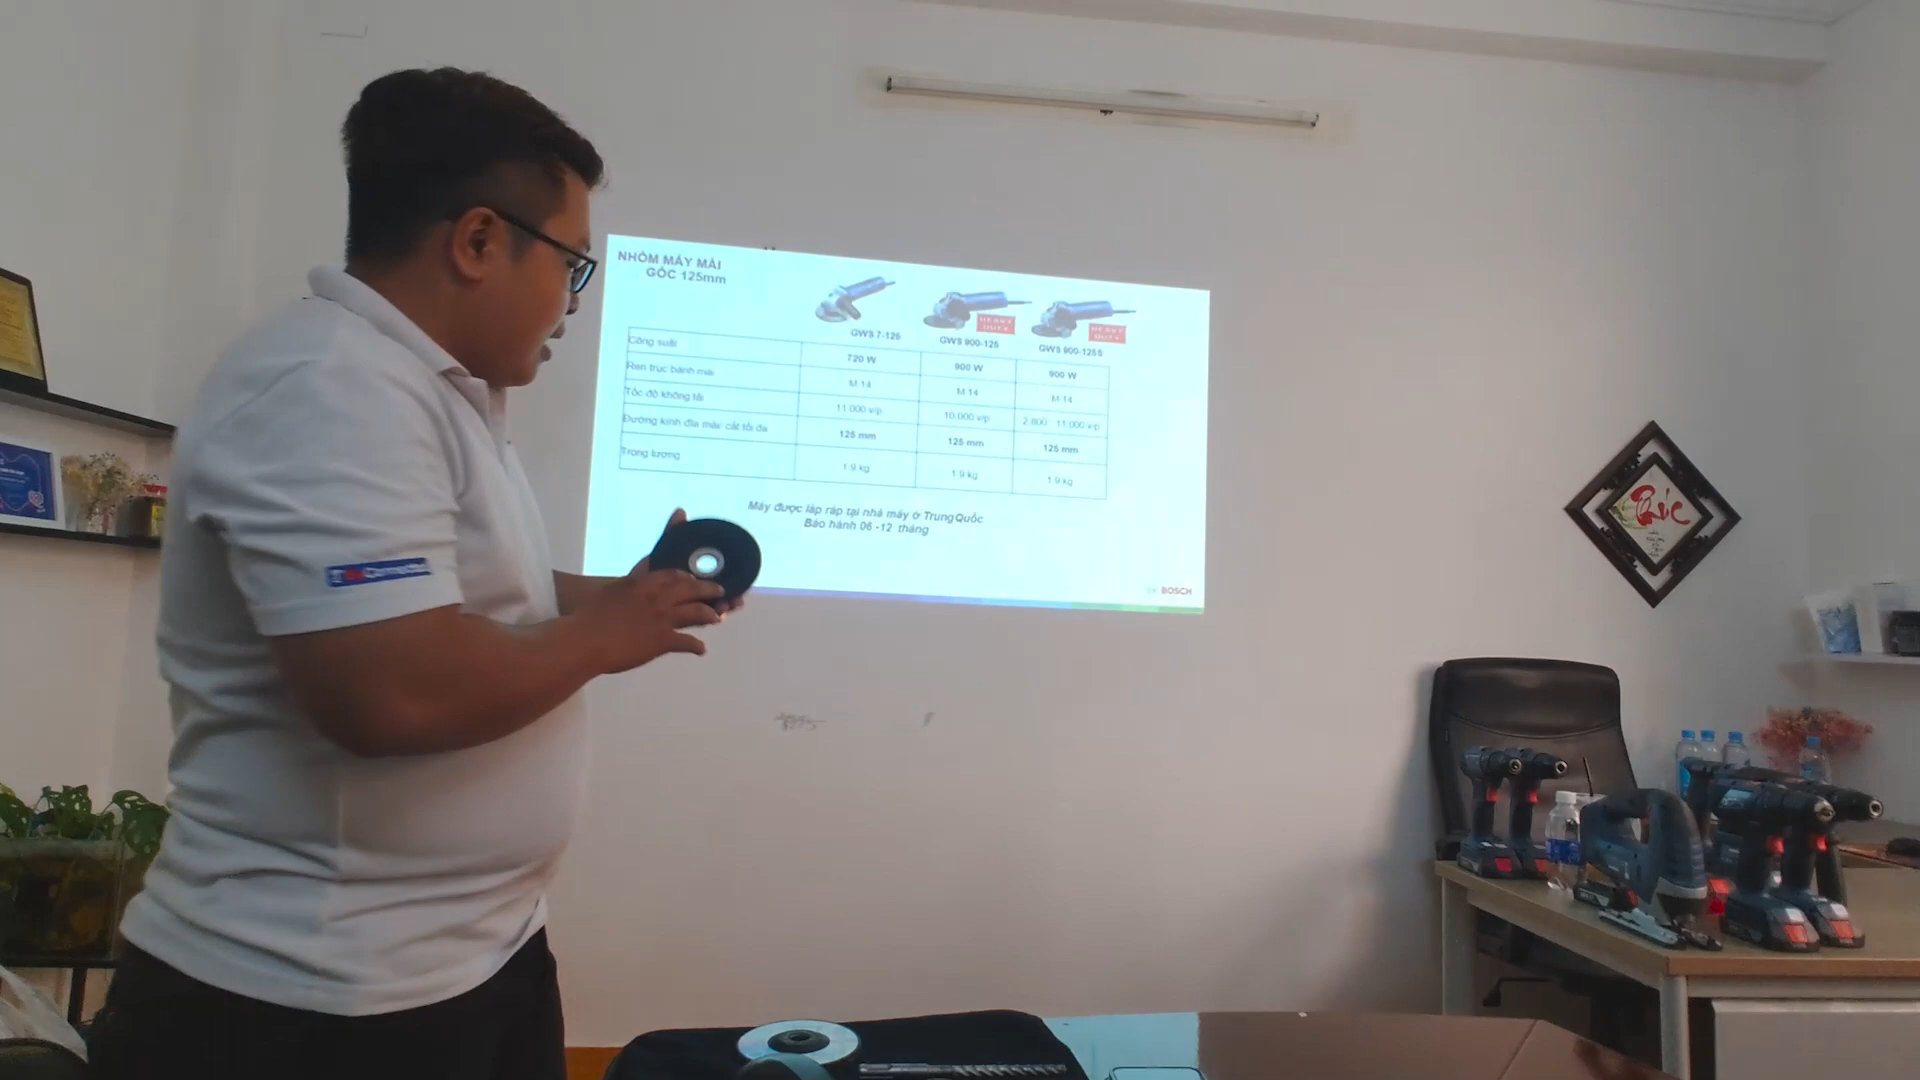 NHÓM MÁY MÀI
GÓC 125mm
HEAVY DUTY
HEAVY DUTY
GWS 7-125
GWS 900-125
GWS 900-125S
Công suất 720 W 900 W 900 W
Ren trục bánh mài M 14 M 14 M 14
Tốc độ không tải 11.000 v/p 10.000 v/p 2.800 - 11.000 v/p
Đường kính đĩa mài/ cắt tối đa 125 mm 125 mm 125 mm
Trọng lượng 1.9 kg 1.9 kg 1.9 kg
Máy được lắp ráp tại nhà máy ở Trung Quốc
Bảo hành 06 -12 tháng
BOSCH